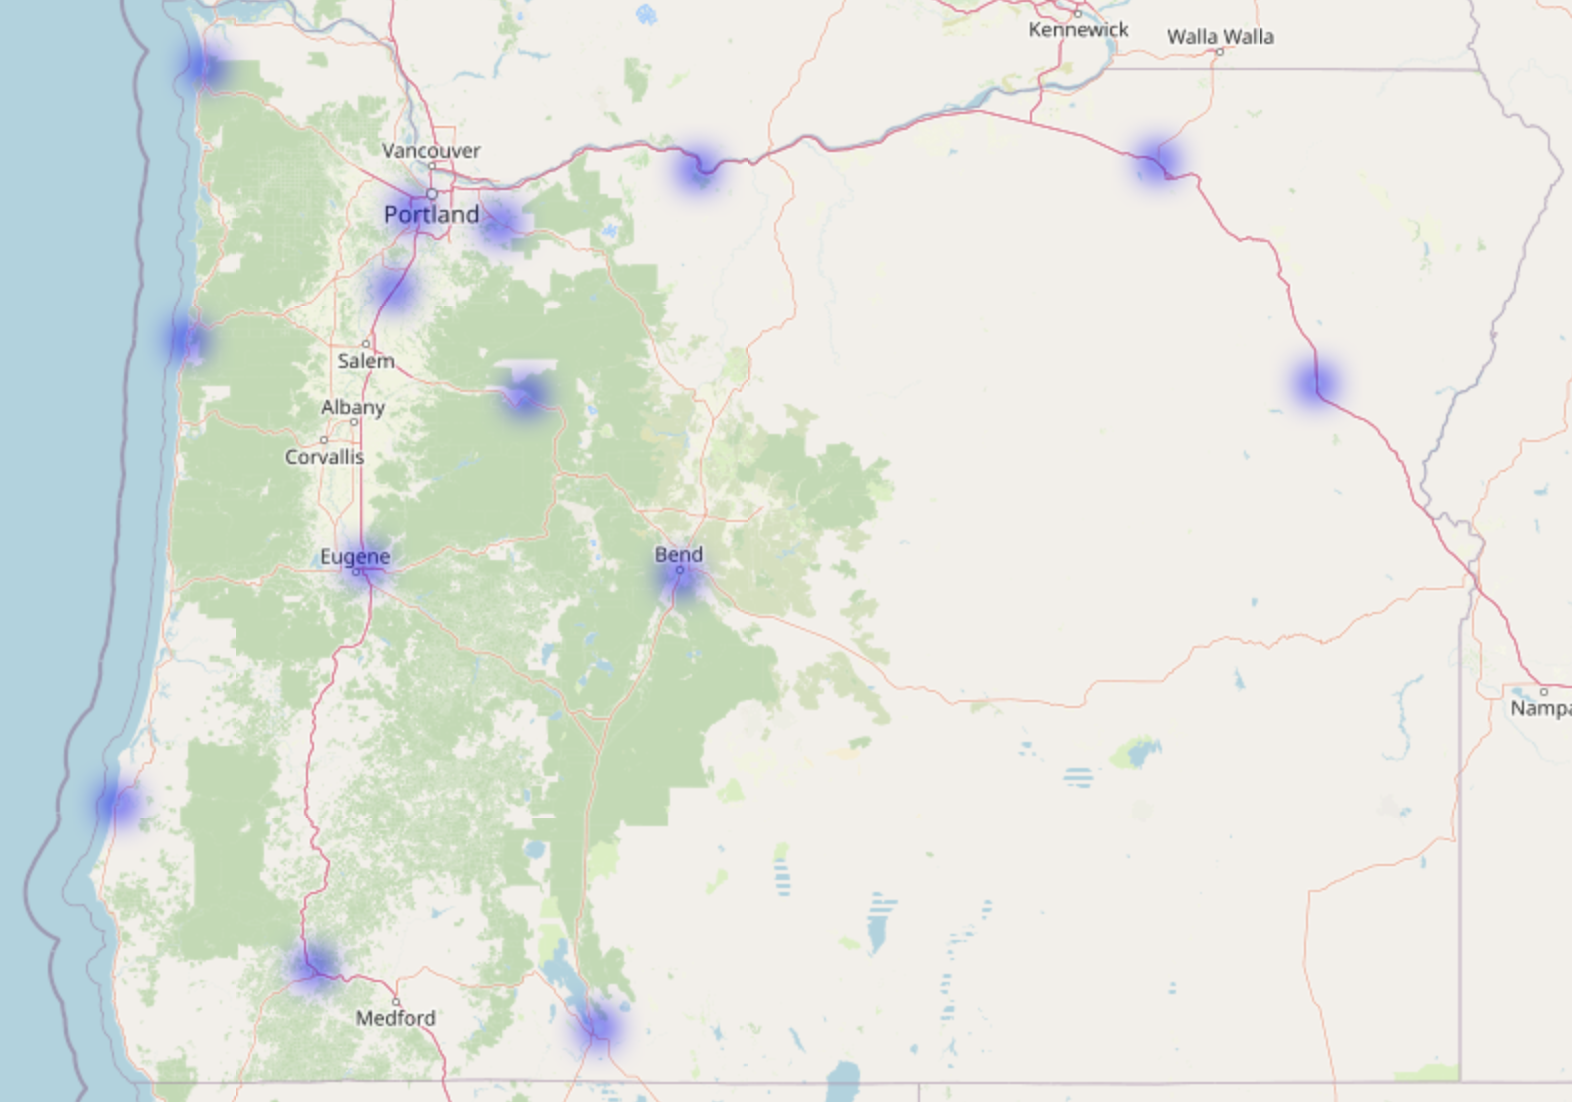 Kennewick
Walla Walla
Vancouver
Portland
Salem
Albany
Corvallis
Eugene
Bend
Nampa
Medford